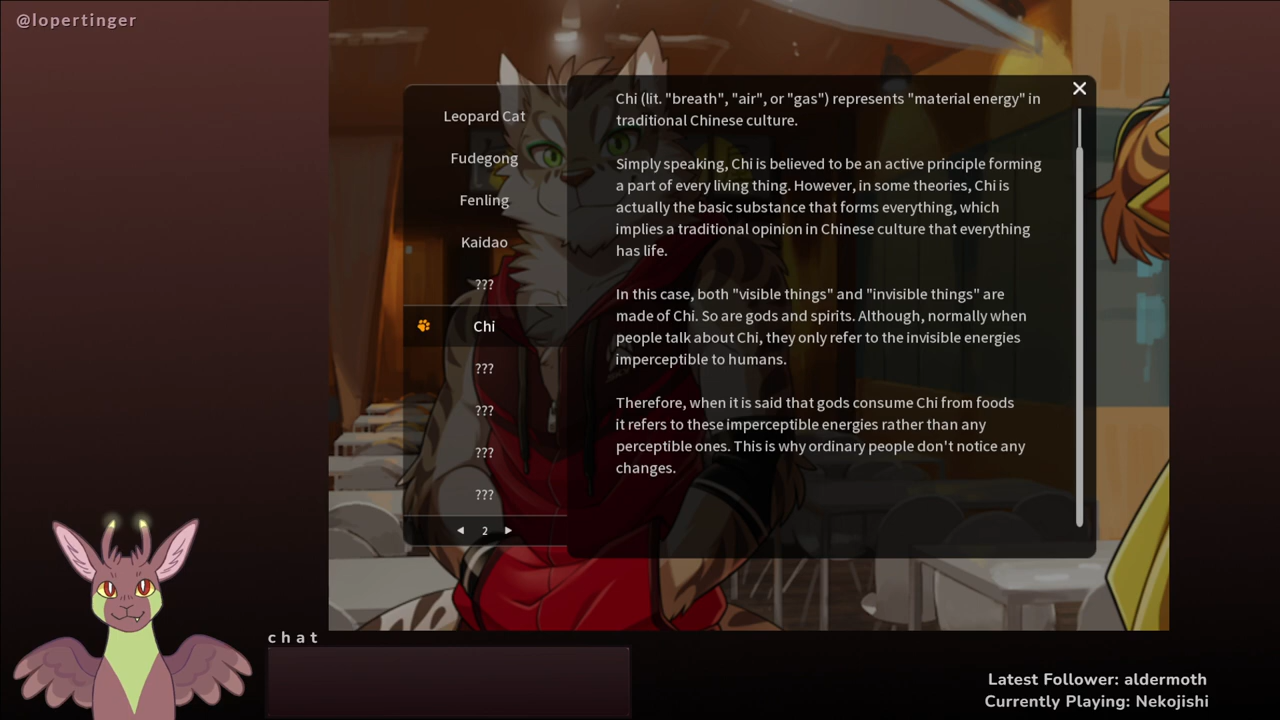 @lopertinger
Leopard Cat
Fudegong
Fenling
Kaidao
???
Chi
???
???
???
???
2
Chi (lit. "breath", "air", or "gas") represents "material energy" in
traditional Chinese culture.
Simply speaking, Chi is believed to be an active principle forming
a part of every living thing. However, in some theories, Chi is
actually the basic substance that forms everything, which
implies a traditional opinion in Chinese culture that everything
has life.
In this case, both "visible things" and "invisible things" are
made of Chi. So are gods and spirits. Although, normally when
people talk about Chi, they only refer to the invisible energies
imperceptible to humans.
Therefore, when it is said that gods consume Chi from foods
it refers to these imperceptible energies rather than any
perceptible ones. This is why ordinary people don't notice any
changes.
chat
Latest Follower: aldermoth
Currently Playing: Nekojishi